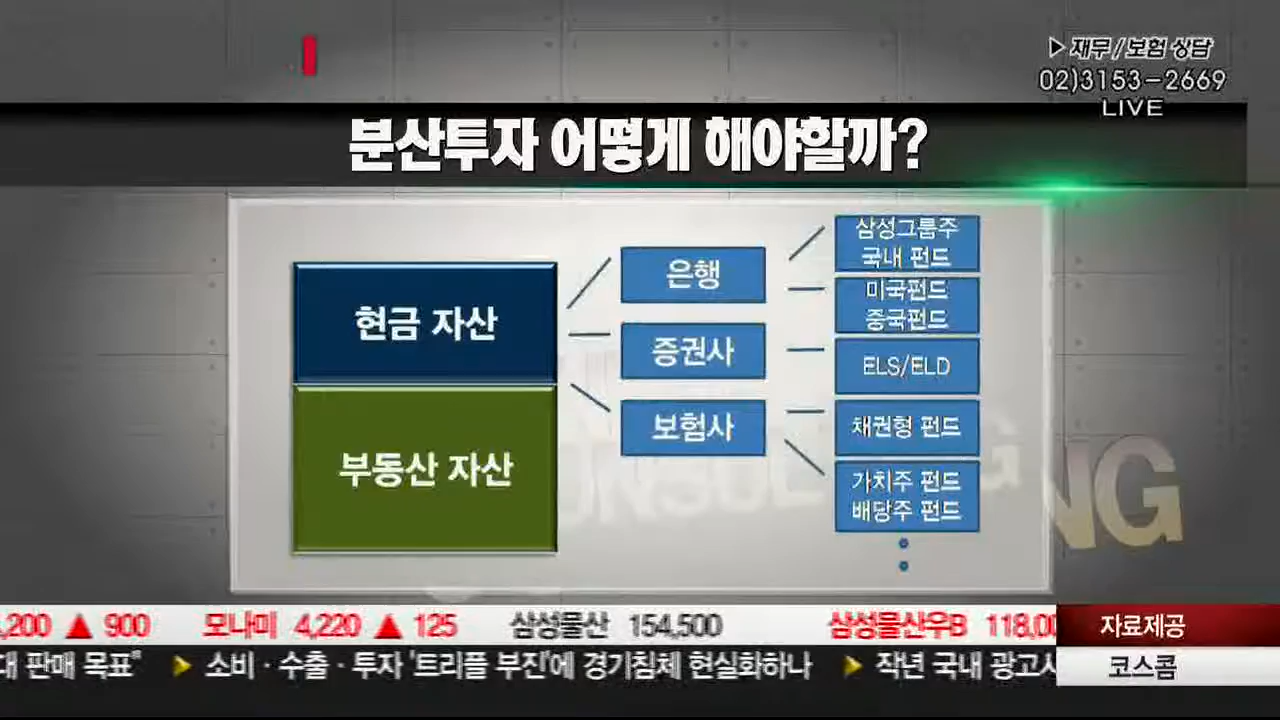 ▶ 재무/보험 상담
02)3153-2669
LIVE
분산투자 어떻게 해야할까?
현금 자산
부동산 자산
은행
증권사
보험사
삼성그룹주
국내 펀드
미국펀드
중국펀드
ELS/ELD
채권형 펀드
가치주 펀드
배당주 펀드
,200 ▲ 900 모나미 4,220 ▲ 125 삼성물산 154,500 삼성물산우B 118,00
자료제공
대 판매 목표" ▶ 소비·수출·투자 '트리플 부진'에 경기침체 현실화하나 ▶ 작년 국내 광고시
코스콤